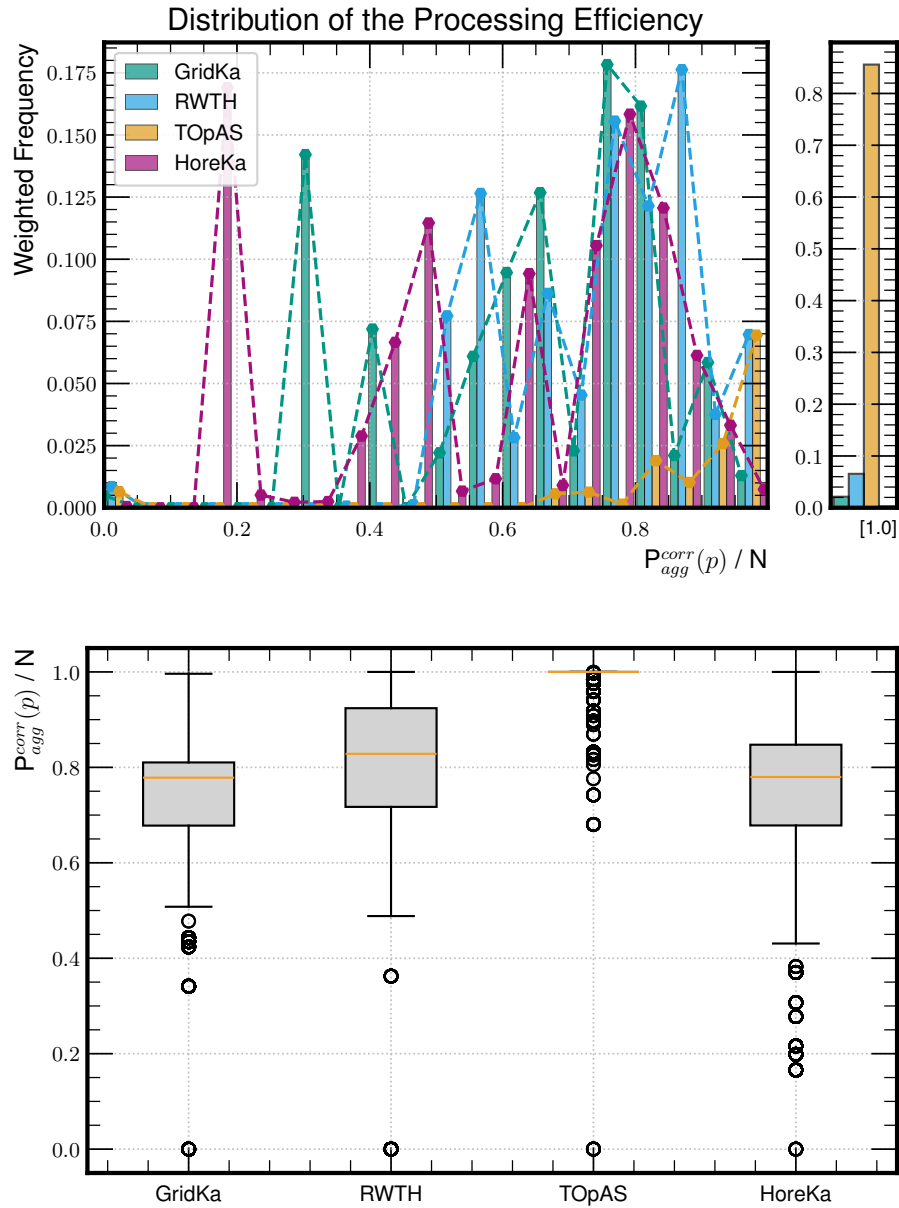 Distribution of the Processing Efficiency
Weighted Frequency
0.175
0.150
0.125
0.100
0.075
0.050
0.025
0.000
GridKa
RWTH
TOpAS
HoreKa
0.0 0.2 0.4 0.6 0.8
P^{corr}_{agg}(p) / N
0.8
0.7
0.6
0.5
0.4
0.3
0.2
0.1
0.0
[1.0]
P^{corr}_{agg}(p) / N
1.0
0.8
0.6
0.4
0.2
0.0
GridKa RWTH TOpAS HoreKa